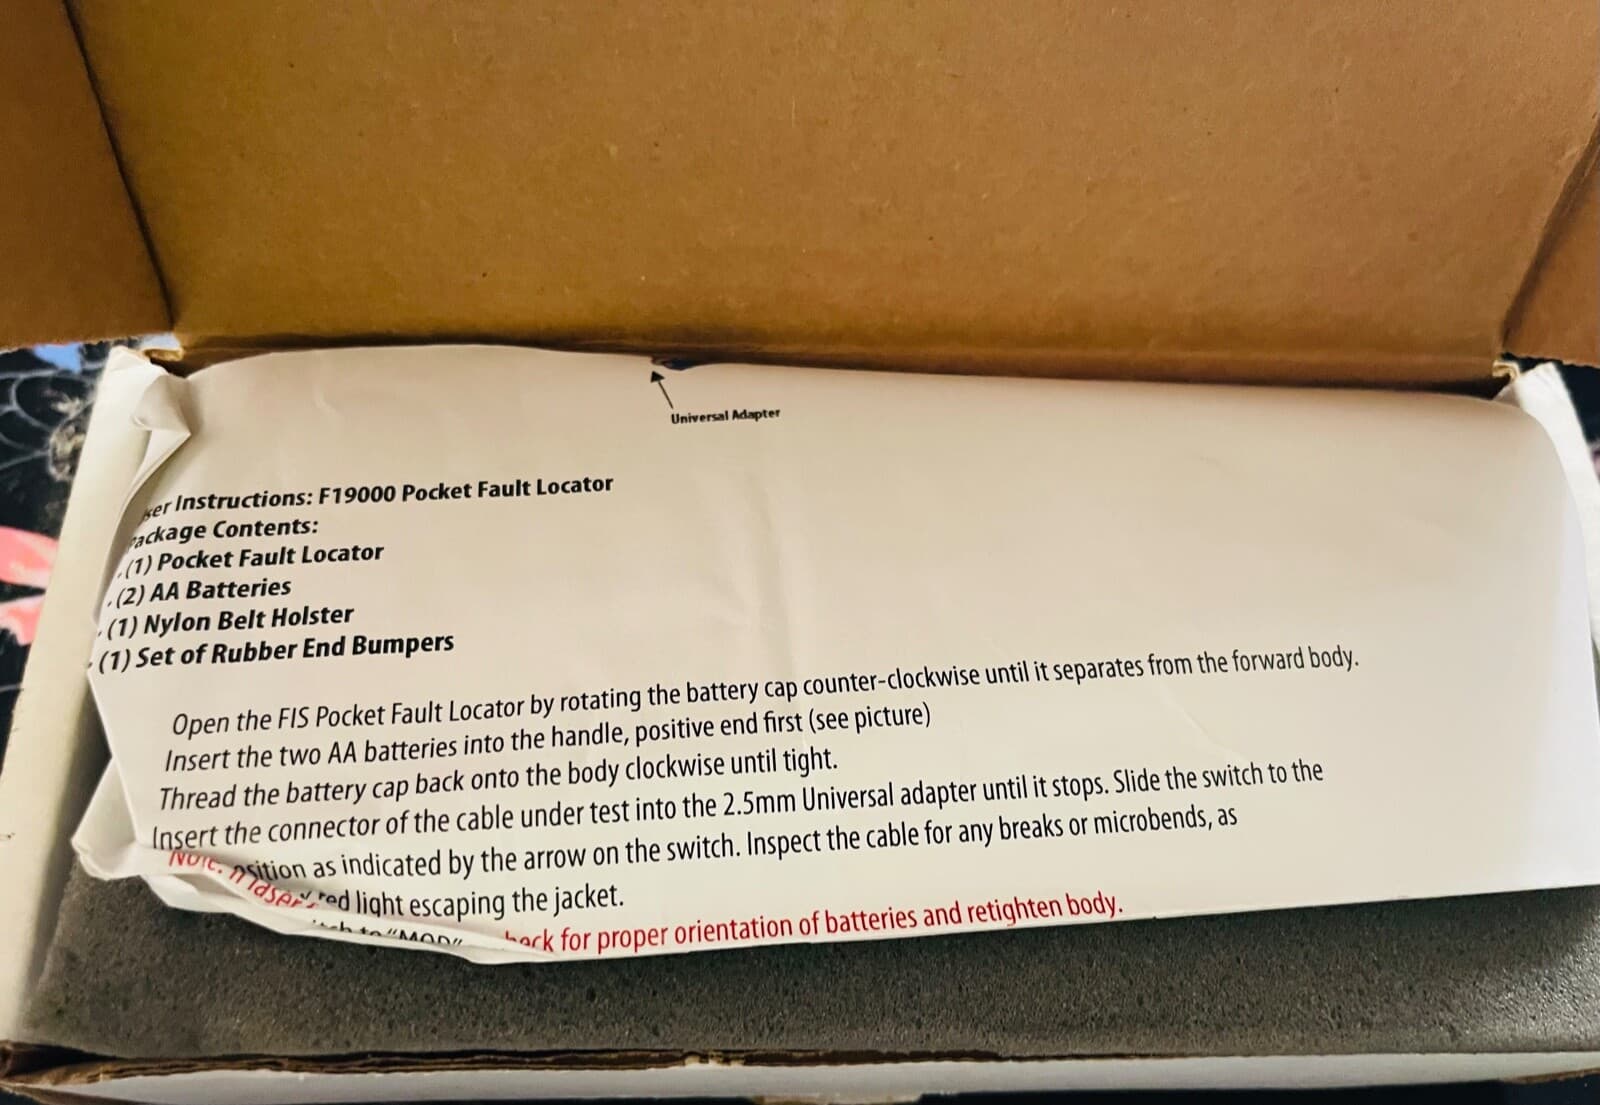 Universal Adapter
ser Instructions: F19000 Pocket Fault Locator
ackage Contents:
(1) Pocket Fault Locator
(2) AA Batteries
(1) Nylon Belt Holster
(1) Set of Rubber End Bumpers
Open the FIS Pocket Fault Locator by rotating the battery cap counter-clockwise until it separates from the forward body.
Insert the two AA batteries into the handle, positive end first (see picture)
Thread the battery cap back onto the body clockwise until tight.
Insert the connector of the cable under test into the 2.5mm Universal adapter until it stops. Slide the switch to the
as indicated by the arrow on the switch. Inspect the cable for any breaks or microbends, as
red light escaping the jacket.
for proper orientation of batteries and retighten body.
"MOD"